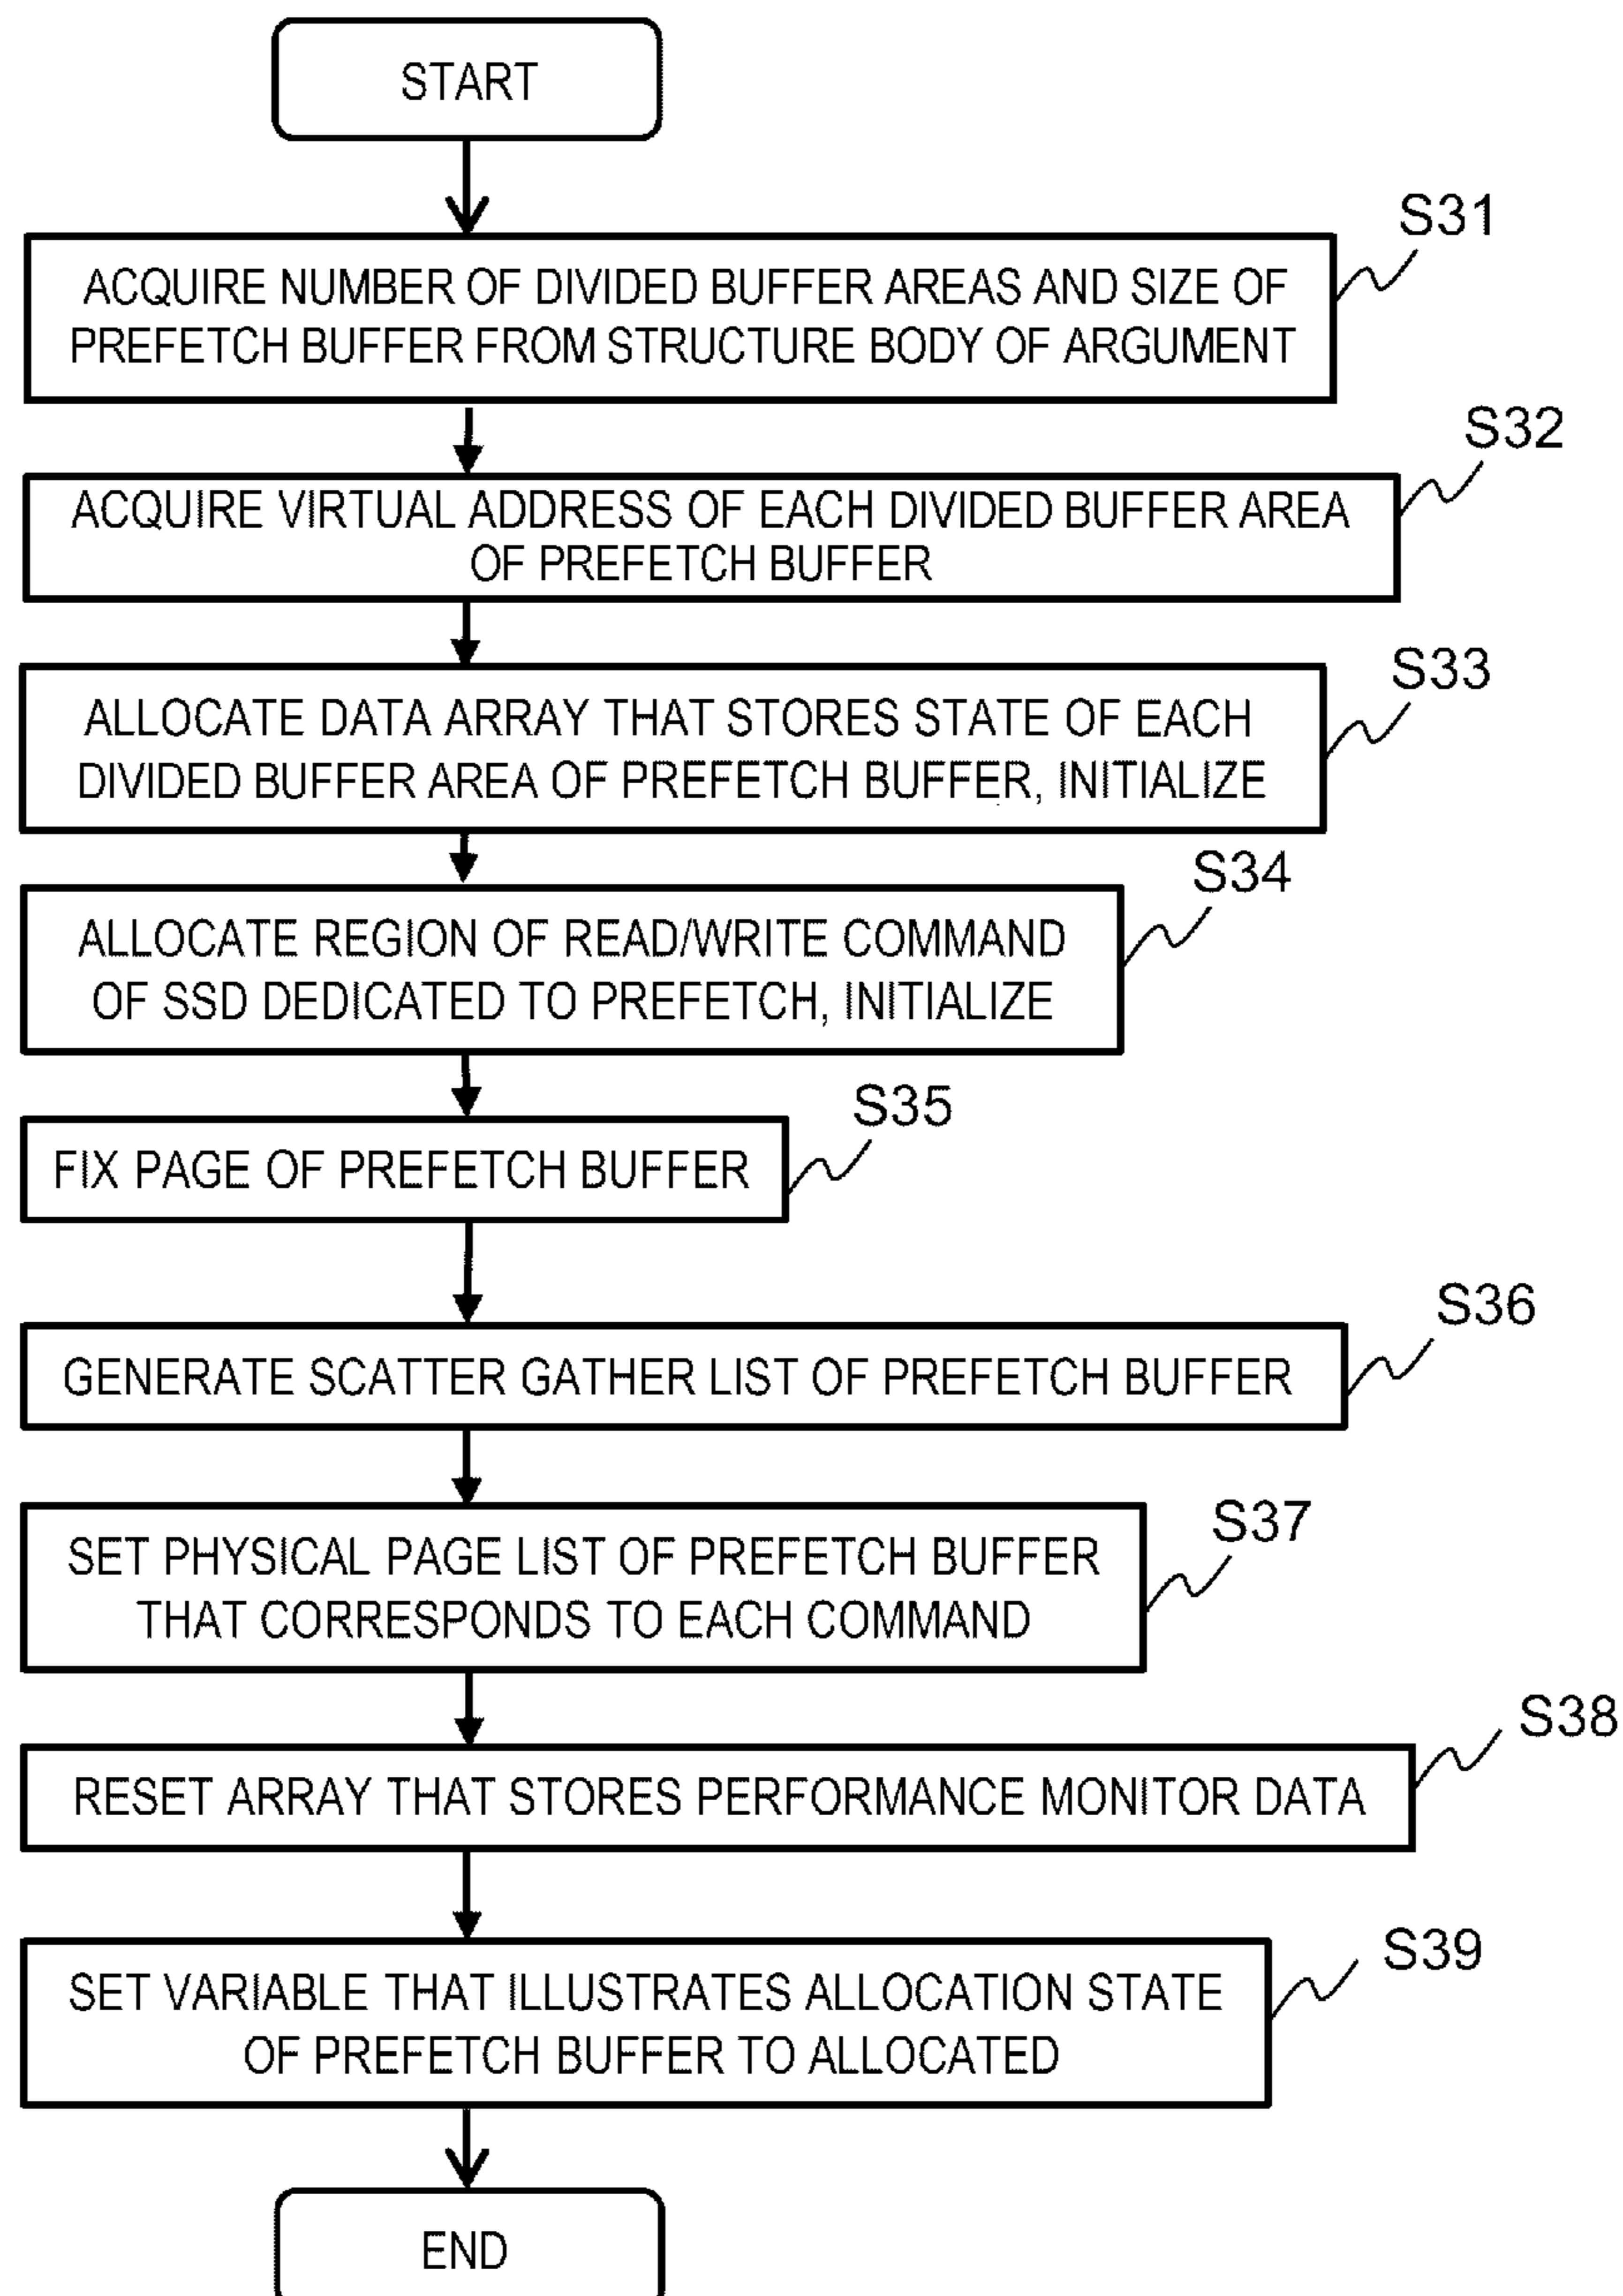 START
S31
ACQUIRE NUMBER OF DIVIDED BUFFER AREAS AND SIZE OF
PREFETCH BUFFER FROM STRUCTURE BODY OF ARGUMENT
S32
ACQUIRE VIRTUAL ADDRESS OF EACH DIVIDED BUFFER AREA
OF PREFETCH BUFFER
S33
ALLOCATE DATA ARRAY THAT STORES STATE OF EACH
DIVIDED BUFFER AREA OF PREFETCH BUFFER, INITIALIZE
S34
ALLOCATE REGION OF READ/WRITE COMMAND
OF SSD DEDICATED TO PREFETCH, INITIALIZE
S35
FIX PAGE OF PREFETCH BUFFER
S36
GENERATE SCATTER GATHER LIST OF PREFETCH BUFFER
S37
SET PHYSICAL PAGE LIST OF PREFETCH BUFFER
THAT CORRESPONDS TO EACH COMMAND
S38
RESET ARRAY THAT STORES PERFORMANCE MONITOR DATA
S39
SET VARIABLE THAT ILLUSTRATES ALLOCATION STATE
OF PREFETCH BUFFER TO ALLOCATED
END